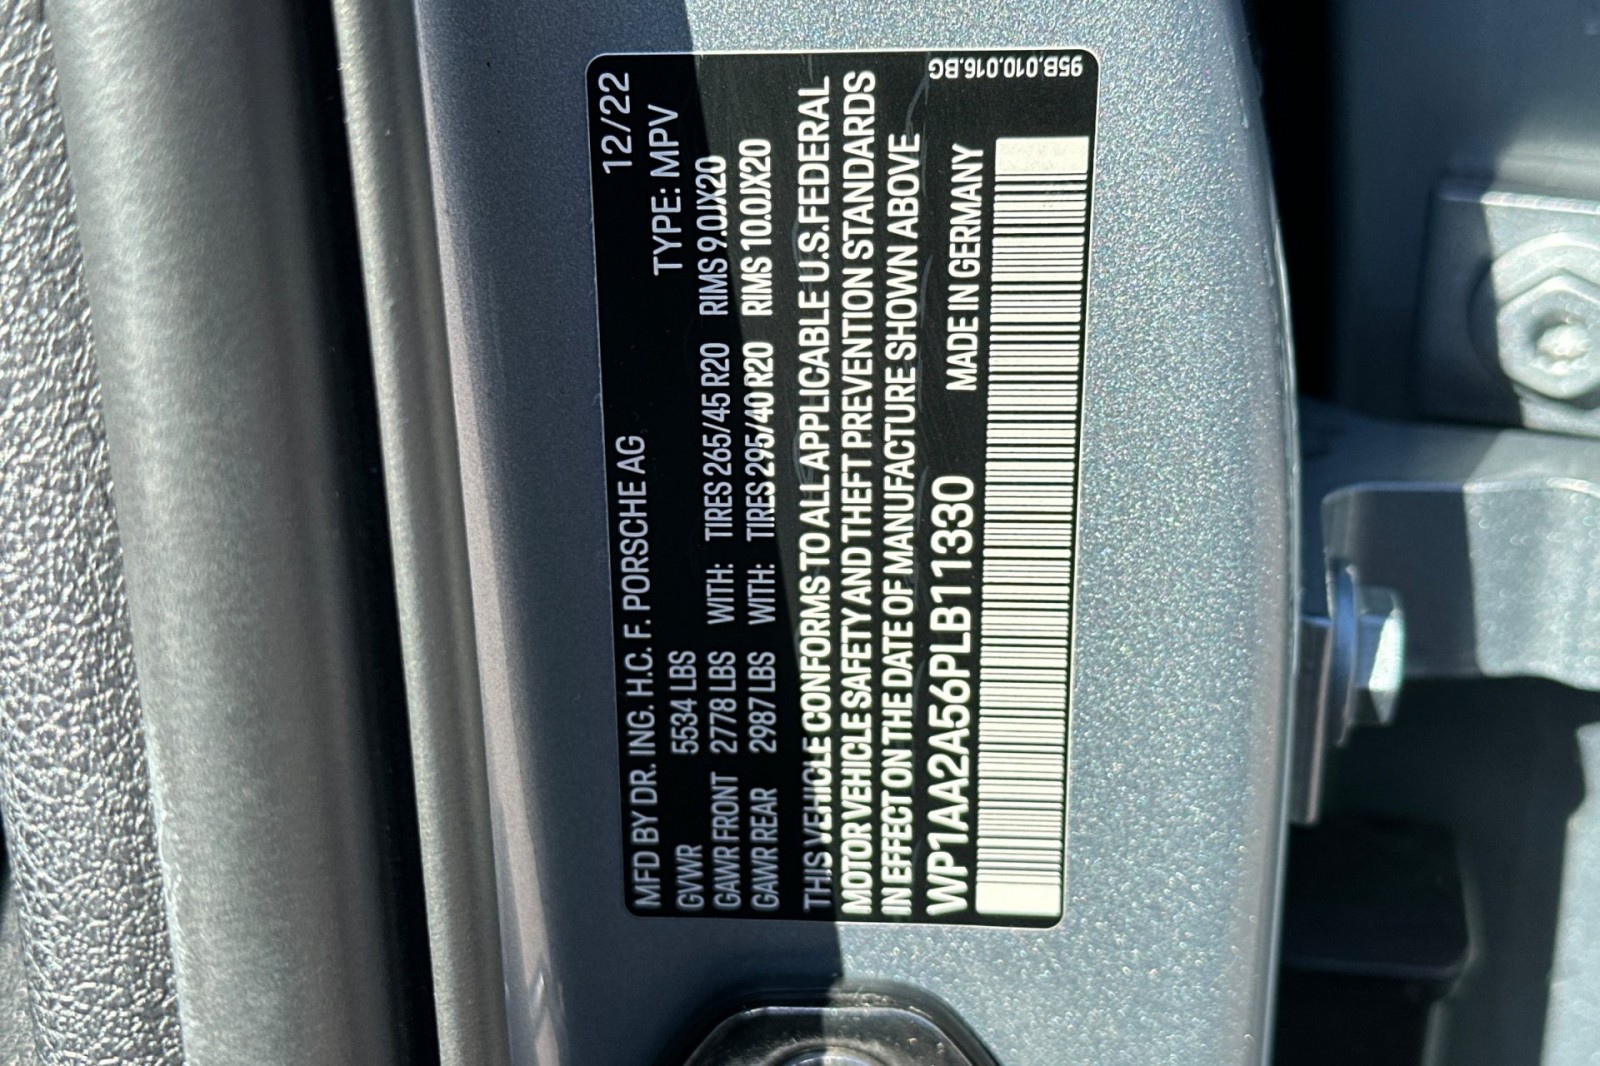 12/22
MFD BY DR. ING. H.C. F. PORSCHE AG TYPE: MPV
GVWR 5534 LBS
GAWR FRONT 2778 LBS WITH: TIRES 265/45 R20 RIMS 9.0JX20
GAWR REAR 2987 LBS WITH: TIRES 295/40 R20 RIMS 10.0JX20
THIS VEHICLE CONFORMS TO ALL APPLICABLE U.S.FEDERAL
MOTOR VEHICLE SAFETY AND THEFT PREVENTION STANDARDS
IN EFFECT ON THE DATE OF MANUFACTURE SHOWN ABOVE
WP1AA2A56PLB11330 MADE IN GERMANY
95B.010.016.BG